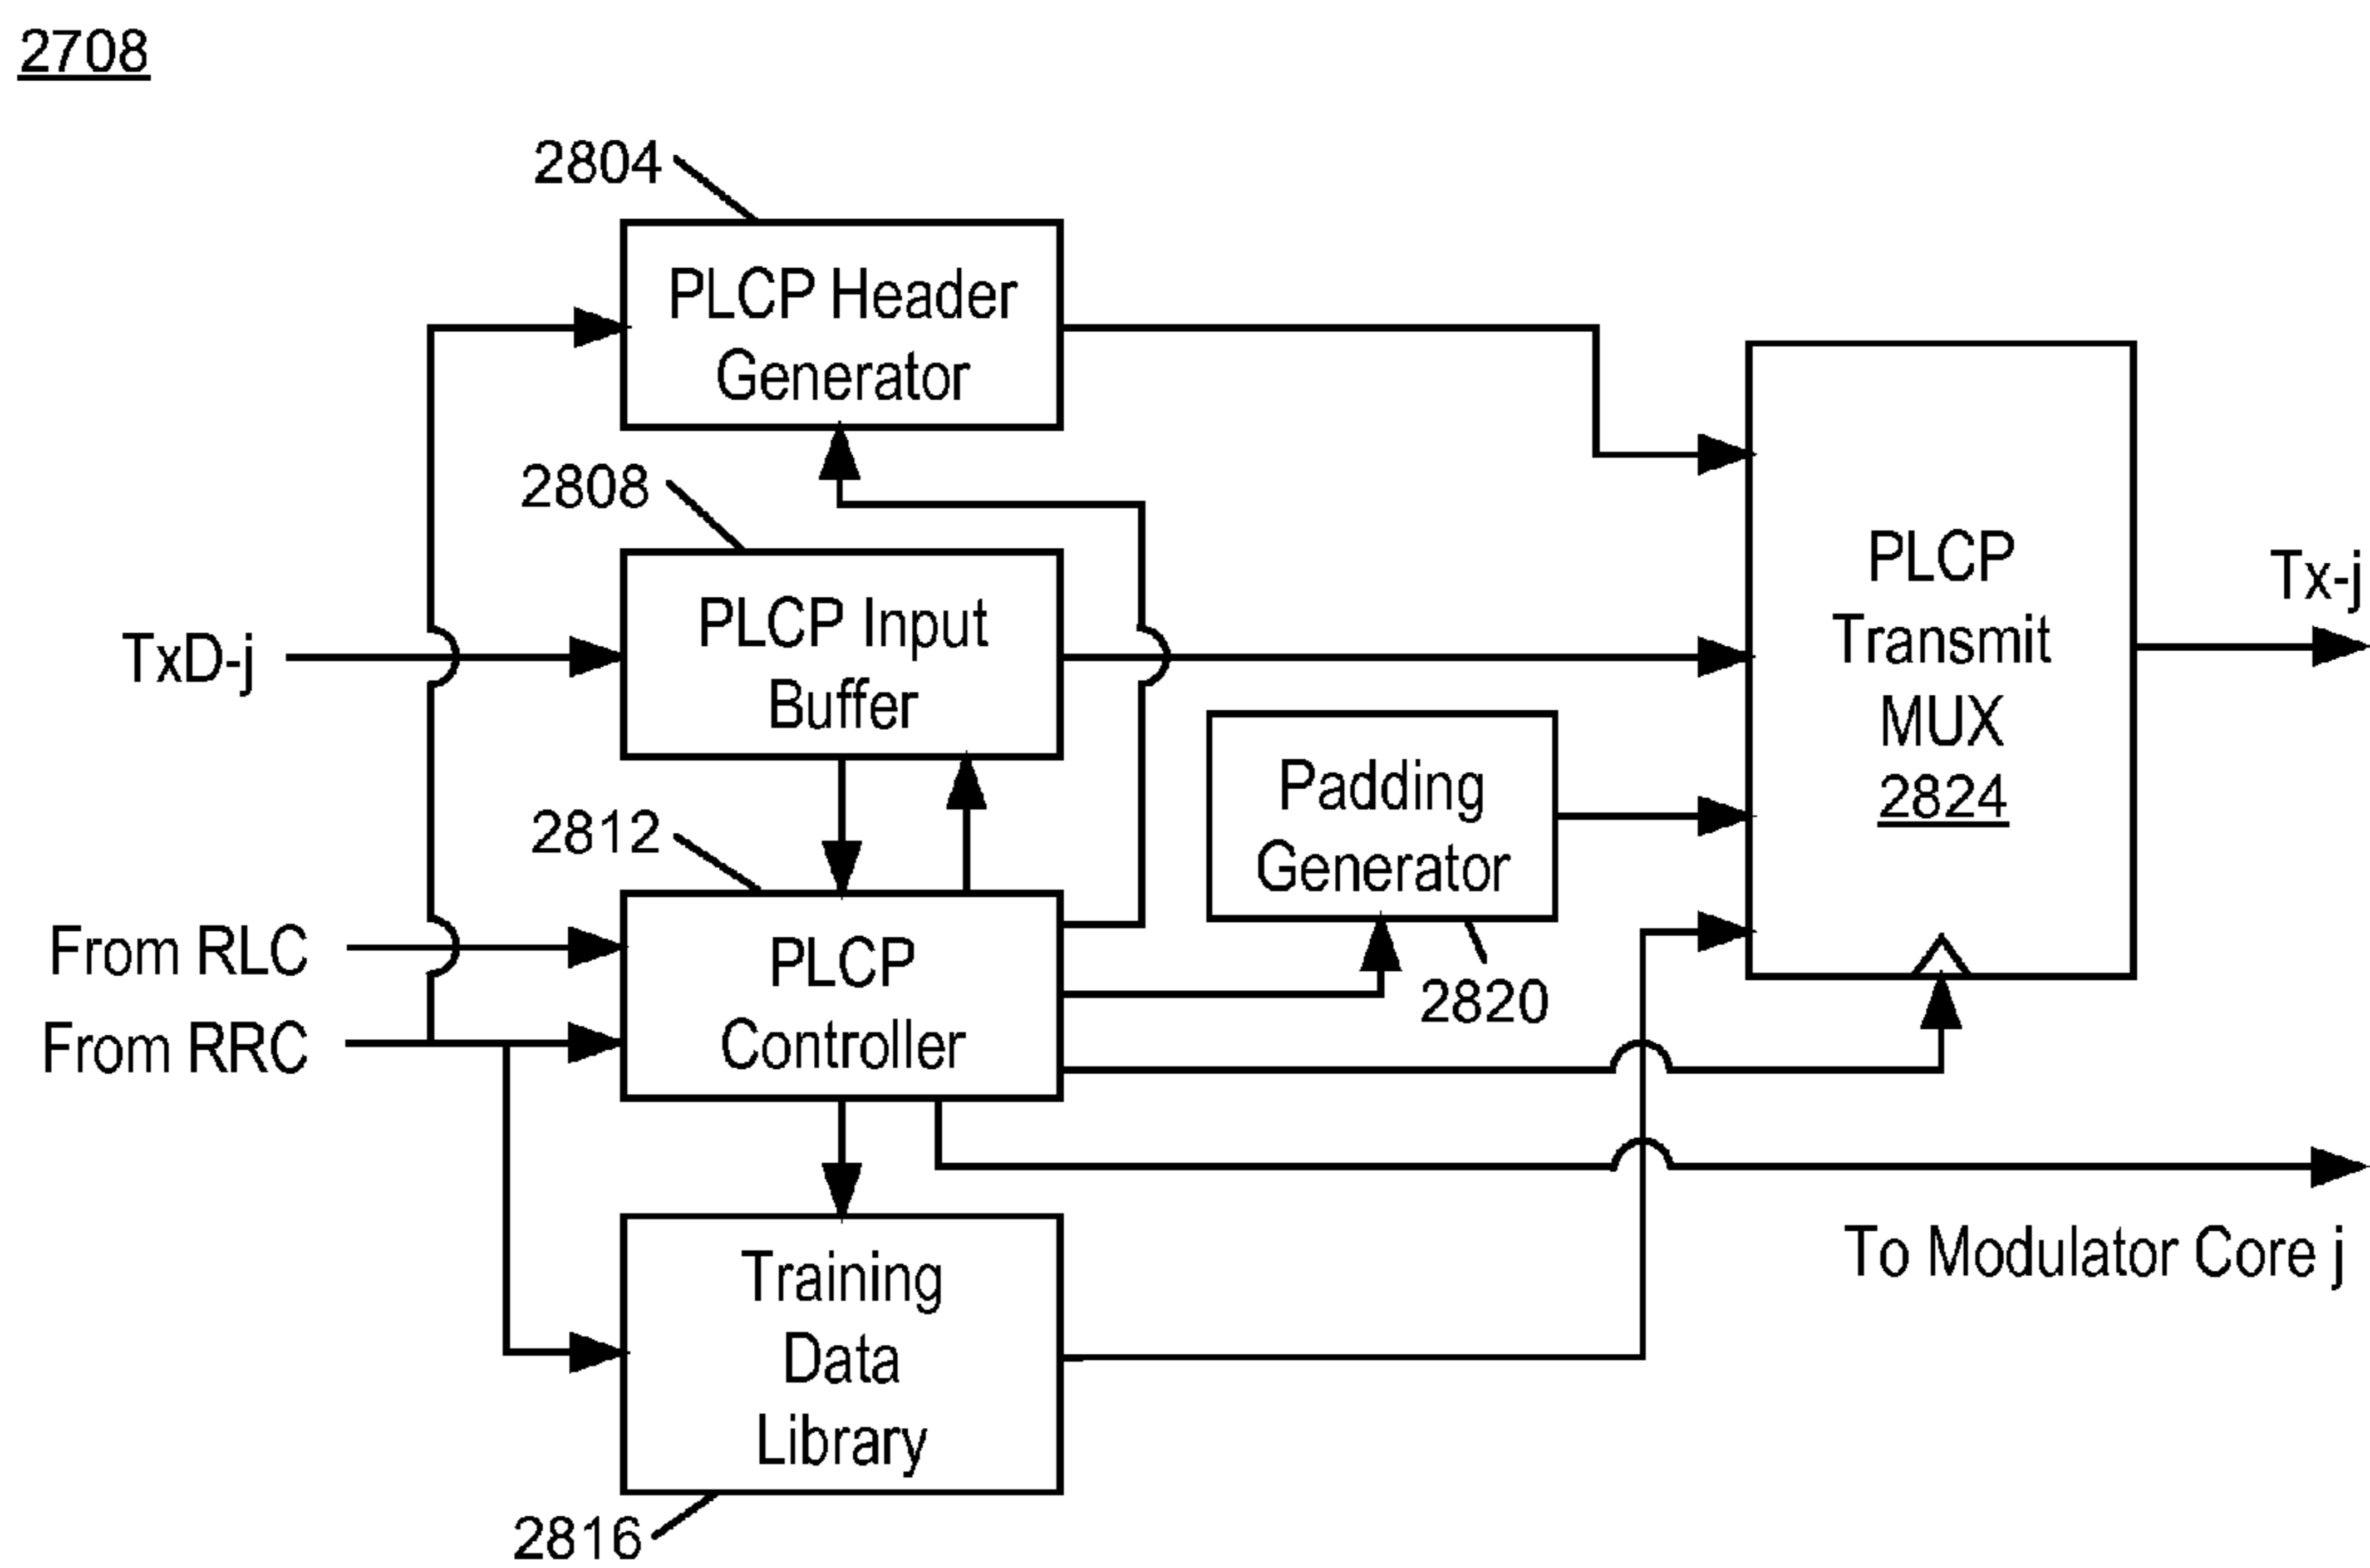 2708
2804
PLCP Header
Generator
2808
PLCP Input
Buffer
TxD-j
2812
PLCP
Controller
From RLC
From RRC
Padding
Generator
2820
PLCP
Transmit
MUX
2824
Tx-j
To Modulator Core j
Training
Data
Library
2816